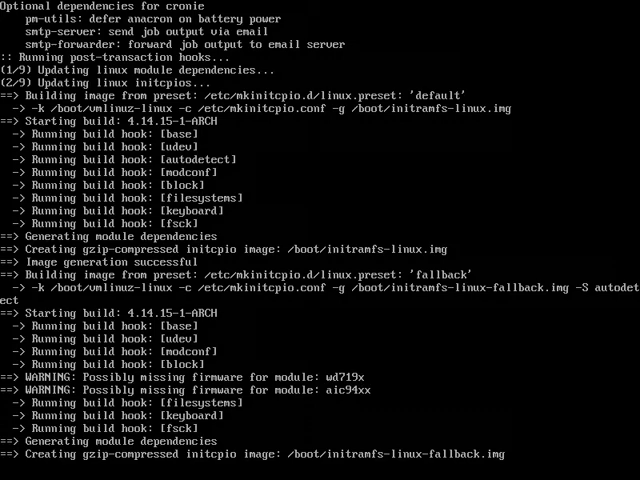 Optional dependencies for cronie
pm-utils: defer anacron on battery power
smtp-server: send job output via email
smtp-forwarder: forward job output to email server
:: Running post-transaction hooks...
(1/9) Updating linux module dependencies...
(2/9) Updating linux initcpios...
==> Building image from preset: /etc/mkinitcpio.d/linux.preset: 'default'
-> -k /boot/vmlinuz-linux -c /etc/mkinitcpio.conf -g /boot/initramfs-linux.img
==> Starting build: 4.14.15-1-ARCH
-> Running build hook: [base]
-> Running build hook: [udev]
-> Running build hook: [autodetect]
-> Running build hook: [modconf]
-> Running build hook: [block]
-> Running build hook: [filesystems]
-> Running build hook: [keyboard]
-> Running build hook: [fsck]
==> Generating module dependencies
==> Creating gzip-compressed initcpio image: /boot/initramfs-linux.img
==> Image generation successful
==> Building image from preset: /etc/mkinitcpio.d/linux.preset: 'fallback'
-> -k /boot/vmlinuz-linux -c /etc/mkinitcpio.conf -g /boot/initramfs-linux-fallback.img -S autodet
ect
==> Starting build: 4.14.15-1-ARCH
-> Running build hook: [base]
-> Running build hook: [udev]
-> Running build hook: [modconf]
-> Running build hook: [block]
==> WARNING: Possibly missing firmware for module: wd719x
==> WARNING: Possibly missing firmware for module: aic94xx
-> Running build hook: [filesystems]
-> Running build hook: [keyboard]
-> Running build hook: [fsck]
==> Generating module dependencies
==> Creating gzip-compressed initcpio image: /boot/initramfs-linux-fallback.img